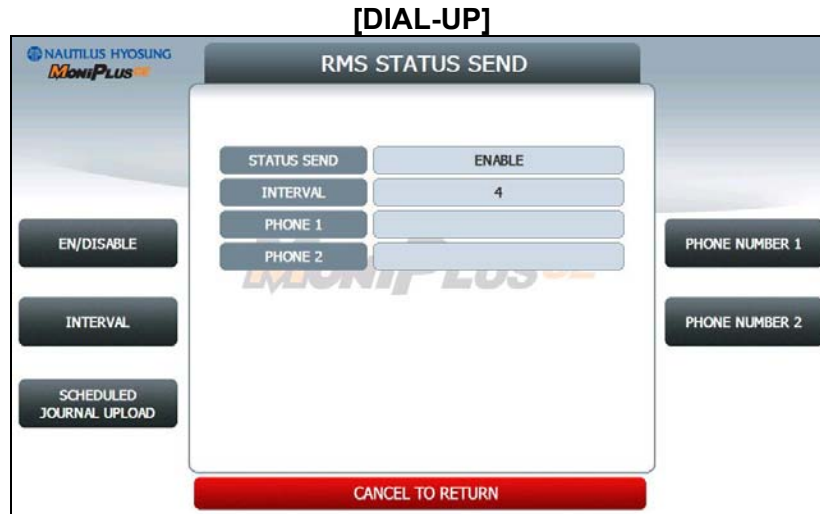 [DIAL-UP]
NAUTILUS HYOSUNG
MoniPlus
RMS STATUS SEND
STATUS SEND ENABLE
INTERVAL 4
PHONE 1
PHONE 2
MoniPlus
EN/DISABLE
INTERVAL
SCHEDULED
JOURNAL UPLOAD
PHONE NUMBER 1
PHONE NUMBER 2
CANCEL TO RETURN